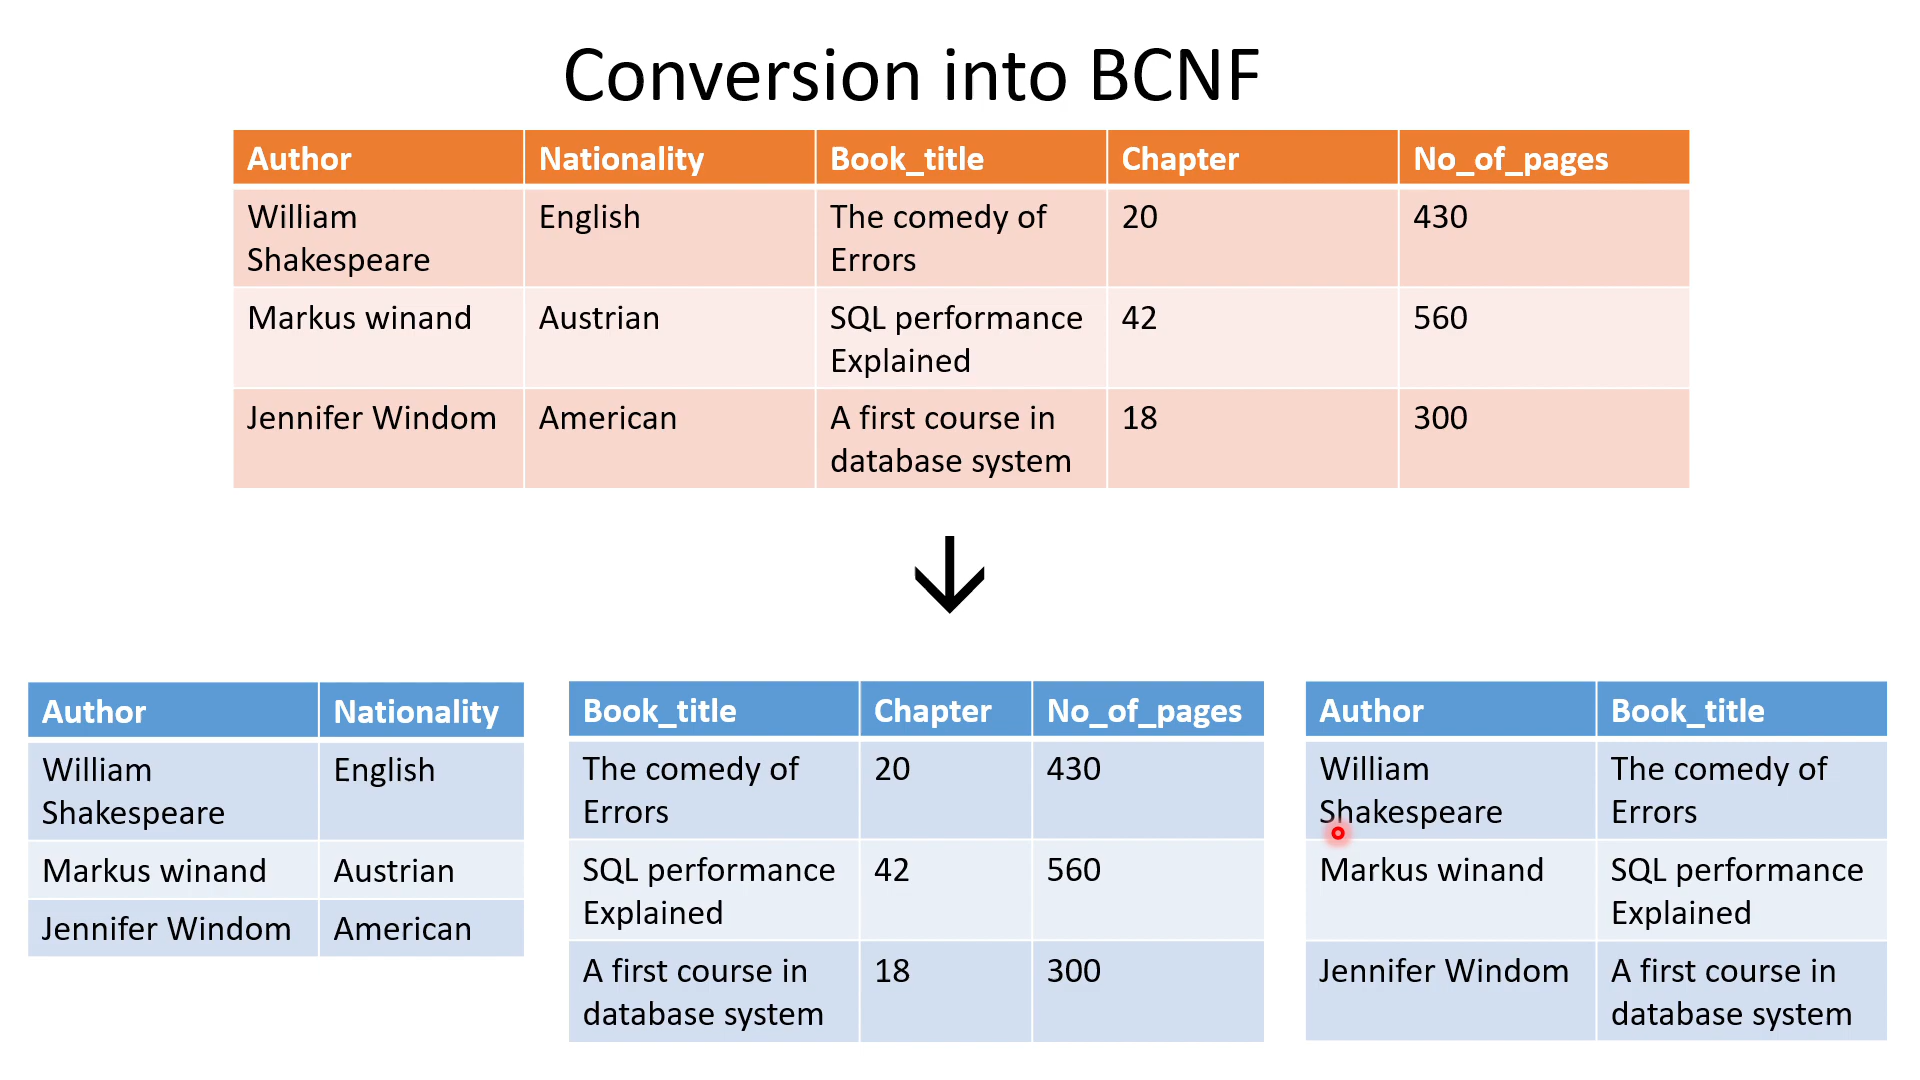 Conversion into BCNF
Author Nationality Book_title Chapter No_of_pages
William English The comedy of 20 430
Shakespeare Errors
Markus winand Austrian SQL performance 42 560
Explained
Jennifer Windom American A first course in 18 300
database system
Author Nationality
William English
Shakespeare
Markus winand Austrian
Jennifer Windom American
Book_title Chapter No_of_pages
The comedy of 20 430
Errors
SQL performance 42 560
Explained
A first course in 18 300
database system
Author Book_title
William The comedy of
Shakespeare Errors
Markus winand SQL performance
Explained
Jennifer Windom A first course in
database system